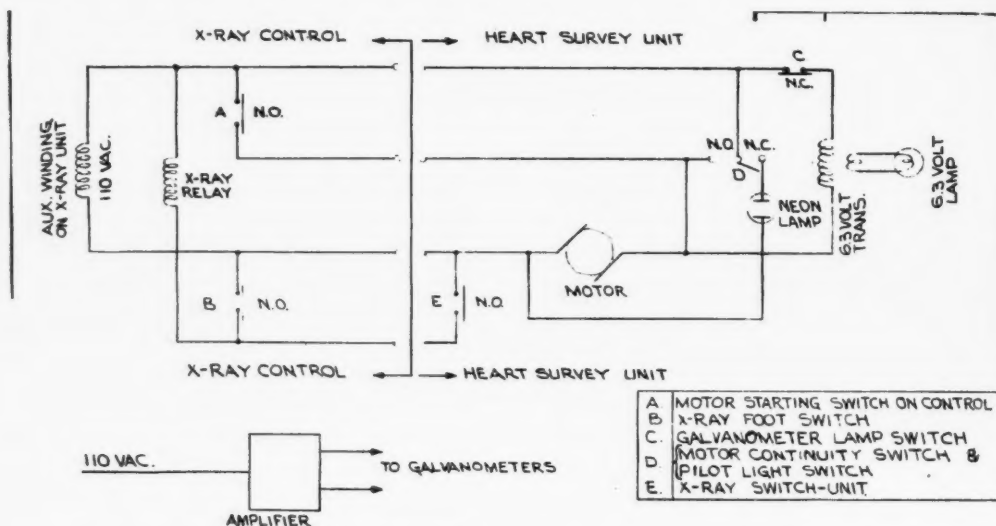 X-RAY CONTROL
HEART SURVEY UNIT
C
N.C.
A
N.O.
N.O.
N.C.
D
AUX. WINDING
ON X-RAY UNIT
110 VAC.
X-RAY
RELAY
NEON
LAMP
6.3 VOLT
TRANS.
6.3 VOLT
LAMP
MOTOR
B
N.O.
E
N.O.
X-RAY CONTROL
HEART SURVEY UNIT
110 VAC.
TO GALVANOMETERS
AMPLIFIER
A. MOTOR STARTING SWITCH ON CONTROL
B X-RAY FOOT SWITCH
C. GALVANOMETER LAMP SWITCH
D. MOTOR CONTINUITY SWITCH &
PILOT LIGHT SWITCH
E. X-RAY SWITCH-UNIT